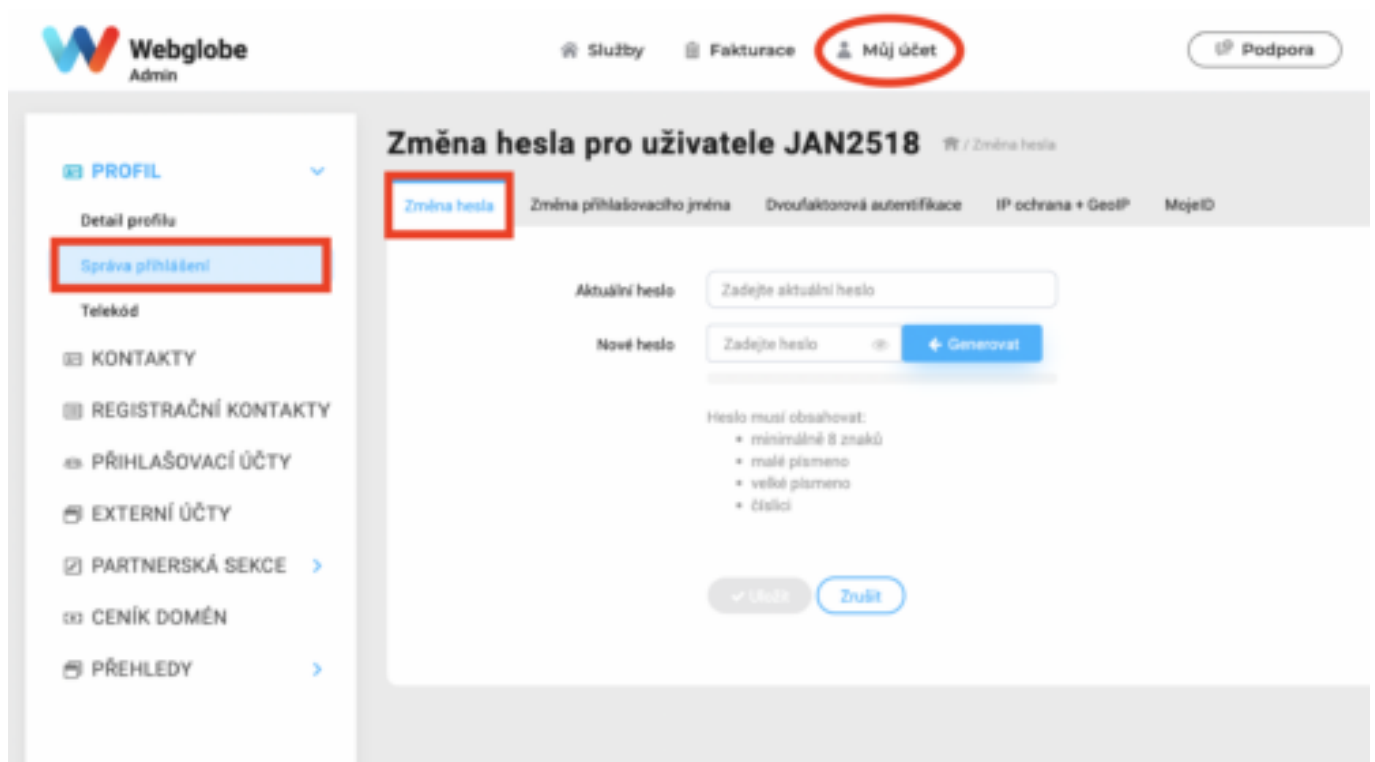 Webglobe
Admin
Služby
Fakturace
Můj účet
Podpora
PROFIL
Detail profilu
Správa přihlášení
Telekód
KONTAKTY
REGISTRAČNÍ KONTAKTY
PŘIHLAŠOVACÍ ÚČTY
EXTERNÍ ÚČTY
PARTNERSKÁ SEKCE
CENÍK DOMÉN
PŘEHLEDY
Změna hesla pro uživatele JAN2518
/ Změna hesla
Změna hesla
Změna přihlašovacího jména
Dvoufaktorová autentifikace
IP ochrana + GeoIP
MojeID
Aktuální heslo
Zadejte aktuální heslo
Nové heslo
Zadejte heslo
Generovat
Heslo musí obsahovat:
• minimálně 8 znaků
• malé písmeno
• velké písmeno
• číslici
Uložit
Zrušit